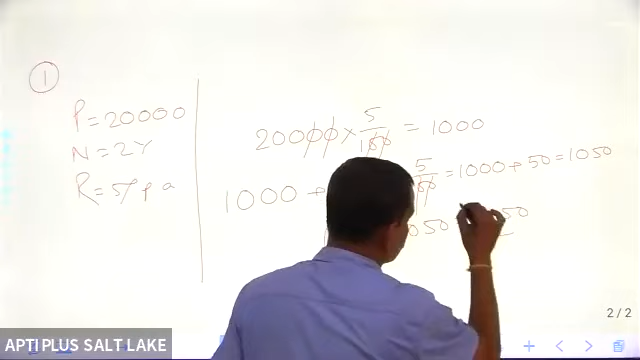 1
P = 20000
N = 2Y
R = 5% p a
20000 × 5/100 = 1000
1000 + 5/100 = 1000 + 50 = 1050
050 50
2/2
APTI PLUS SALT LAKE